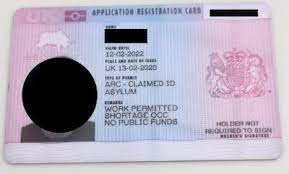 UK
APPLICATION REGISTRATION CARD
NAME
VALID UNTIL
12-02-2022
PLACE AND DATE OF ISSUE
UK 13-02-2020
TYPE OF PERMIT
ARC - CLAIMED ID
ASYLUM
REMARKS
WORK PERMITTED
SHORTAGE OCC
NO PUBLIC FUNDS
HOLDER NOT
REQUIRED TO SIGN
HOLDER'S SIGNATURE